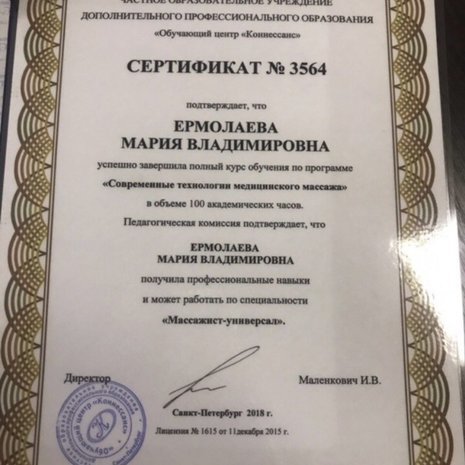 ЧАСТНОЕ ОБРАЗОВАТЕЛЬНОЕ УЧРЕЖДЕНИЕ
ДОПОЛНИТЕЛЬНОГО ПРОФЕССИОНАЛЬНОГО ОБРАЗОВАНИЯ
«Обучающий центр «Коннессанс»
СЕРТИФИКАТ № 3564
подтверждает, что
ЕРМОЛАЕВА
МАРИЯ ВЛАДИМИРОВНА
успешно завершила полный курс обучения по программе
«Современные технологии медицинского массажа»
в объеме 100 академических часов.
Педагогическая комиссия подтверждает, что
ЕРМОЛАЕВА
МАРИЯ ВЛАДИМИРОВНА
получила профессиональные навыки
и может работать по специальности
«Массажист-универсал».
Директор
Маленкович И.В.
Санкт-Петербург 2018 г.
Лицензия № 1615 от 11декабря 2015 г.